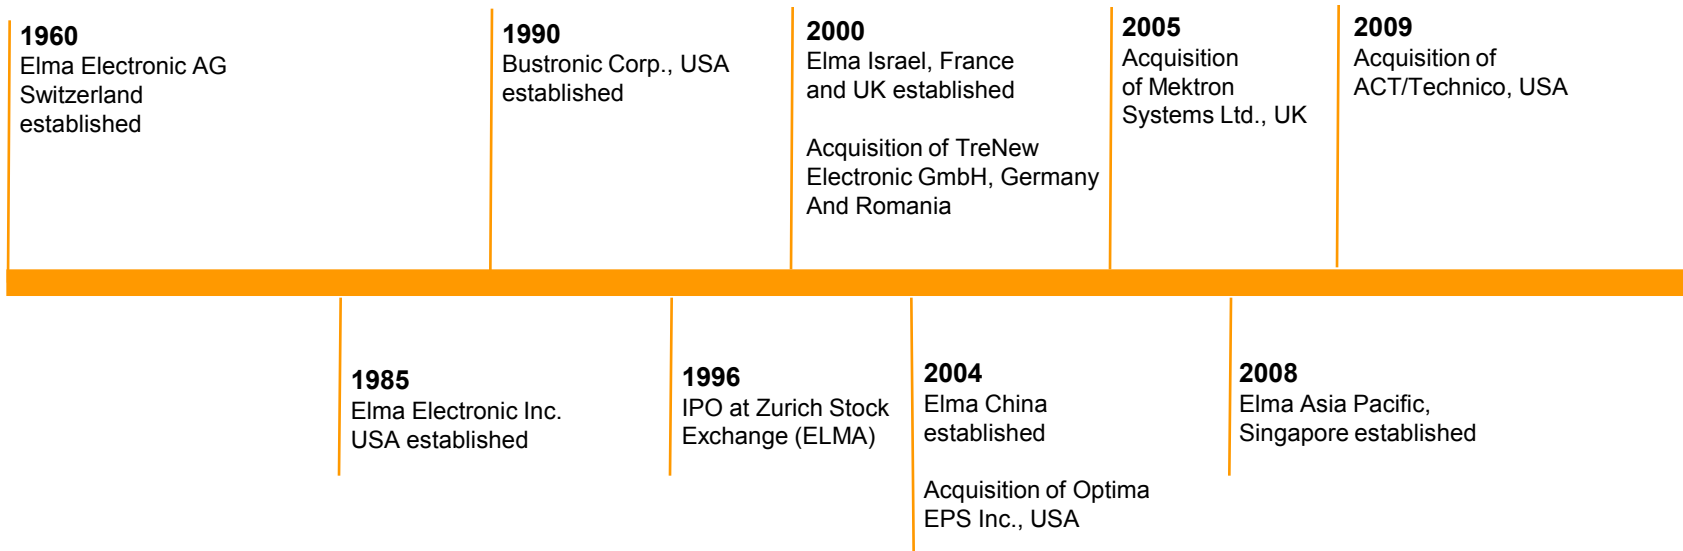 1960
Elma Electronic AG
Switzerland
established
1990
Bustronic Corp., USA
established
2000
Elma Israel, France
and UK established
Acquisition of TreNew
Electronic GmbH, Germany
And Romania
2005
Acquisition
of Mektron
Systems Ltd., UK
2009
Acquisition of
ACT/Technico, USA
1985
Elma Electronic Inc.
USA established
1996
IPO at Zurich Stock
Exchange (ELMA)
2004
Elma China
established
Acquisition of Optima
EPS Inc., USA
2008
Elma Asia Pacific,
Singapore established